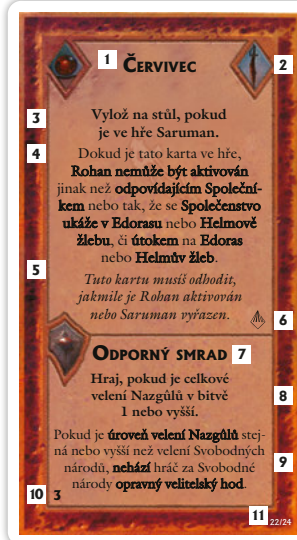 1 ČERVIVEC 2
3 Vylož na stůl, pokud
je ve hře Saruman.
4 Dokud je tato karta ve hře,
Rohan nemůže být aktivován
jinak než odpovídajícím Společní-
kem nebo tak, že se Společenstvo
ukáže v Edorasu nebo Helmově
žlebu, či útokem na Edoras
nebo Helmův žleb.
5 Tuto kartu musíš odhodit,
jakmile je Rohan aktivován
nebo Saruman vyřazen. 6
ODPORNÝ SMRAD 7
Hraj, pokud je celkové
velení Nazgûlů v bitvě 8
1 nebo vyšší.
Pokud je úroveň velení Nazgûlů stej-
ná nebo vyšší než velení Svobodných
národů, nehází hráč za Svobodné 9
národy opravný velitelský hod.
10 3
11 22/24